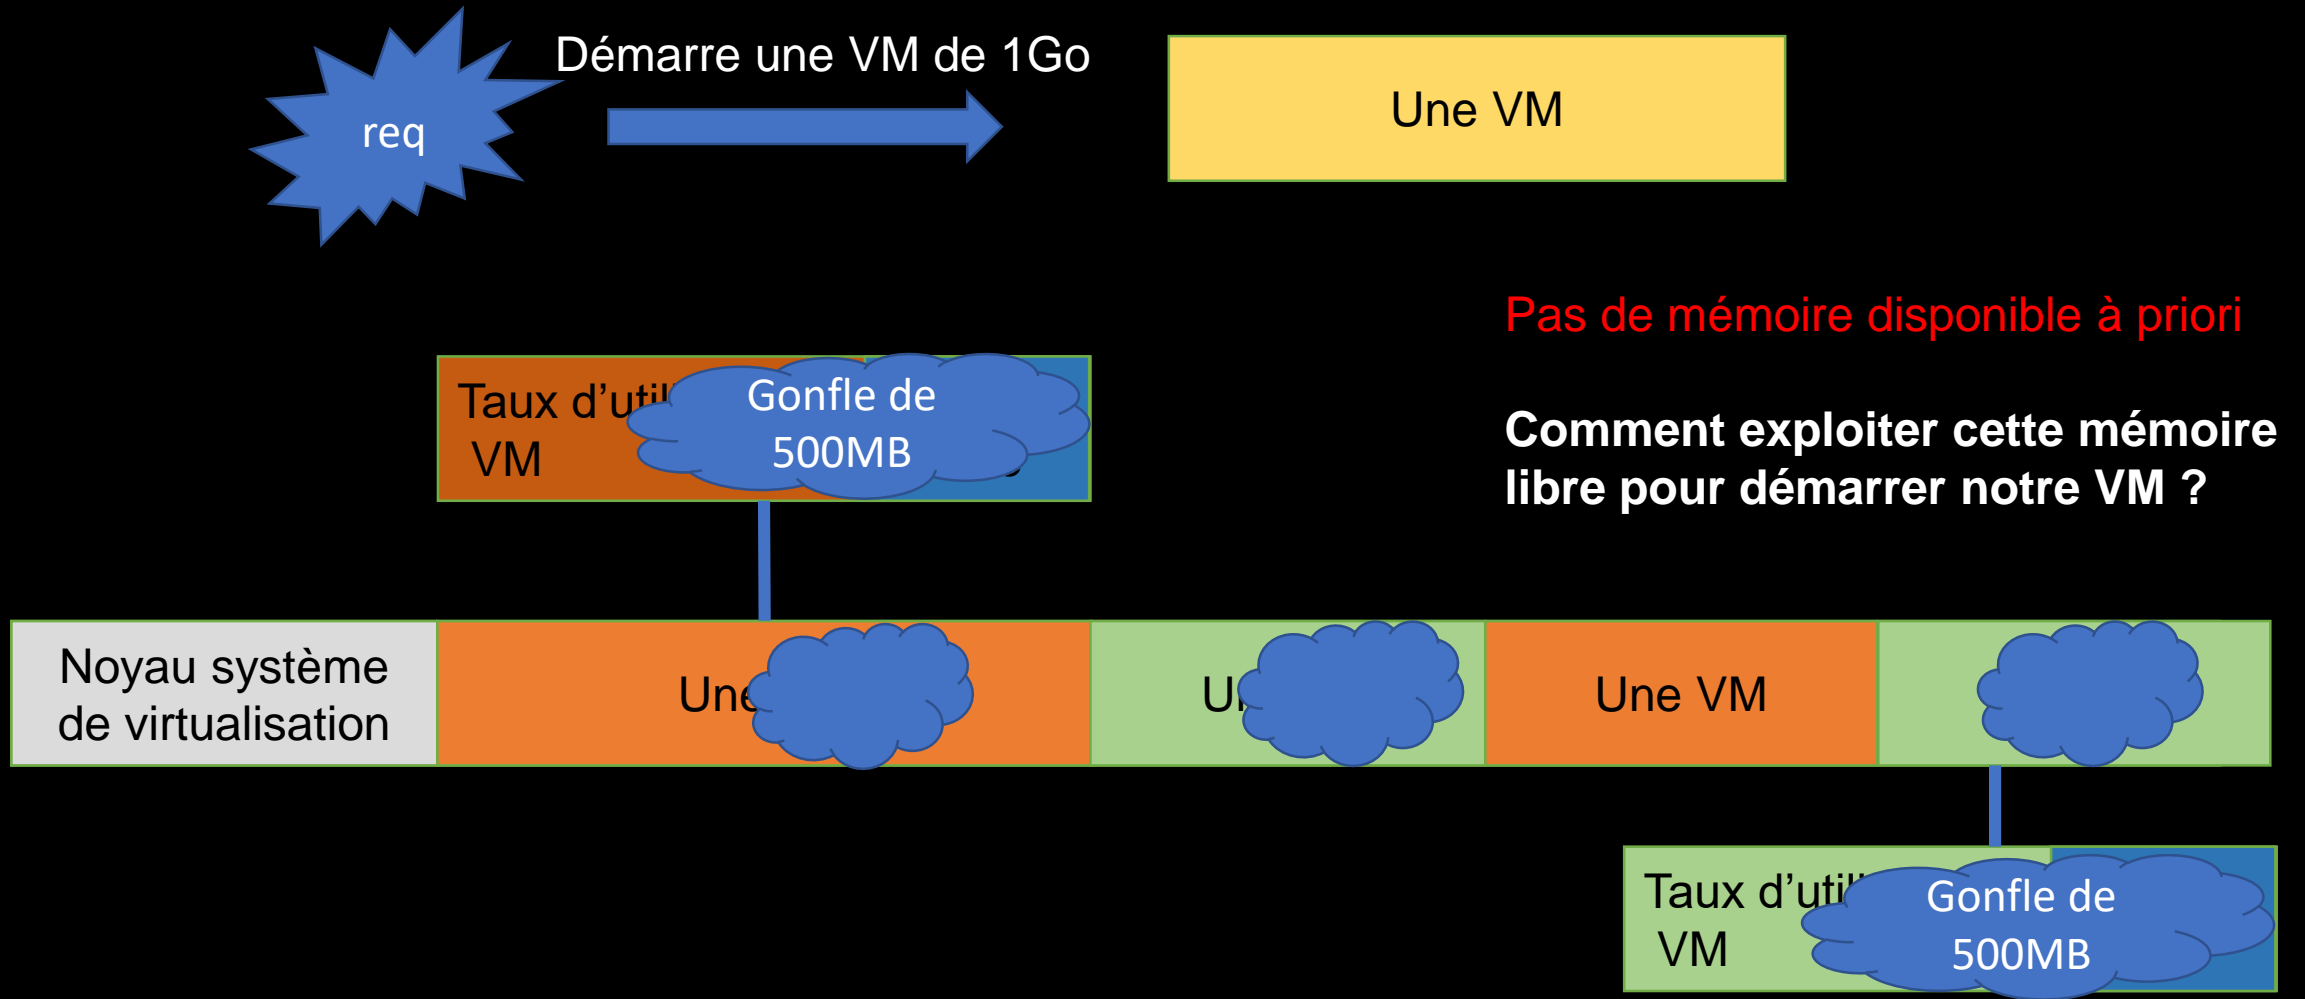 Démarre une VM de 1Go
req
Une VM
Pas de mémoire disponible à priori
Comment exploiter cette mémoire
libre pour démarrer notre VM ?
Taux
VM
Gonfle de
500MB
Noyau système
de virtualisation
Une
Une VM
Taux
VM
Gonfle de
500MB